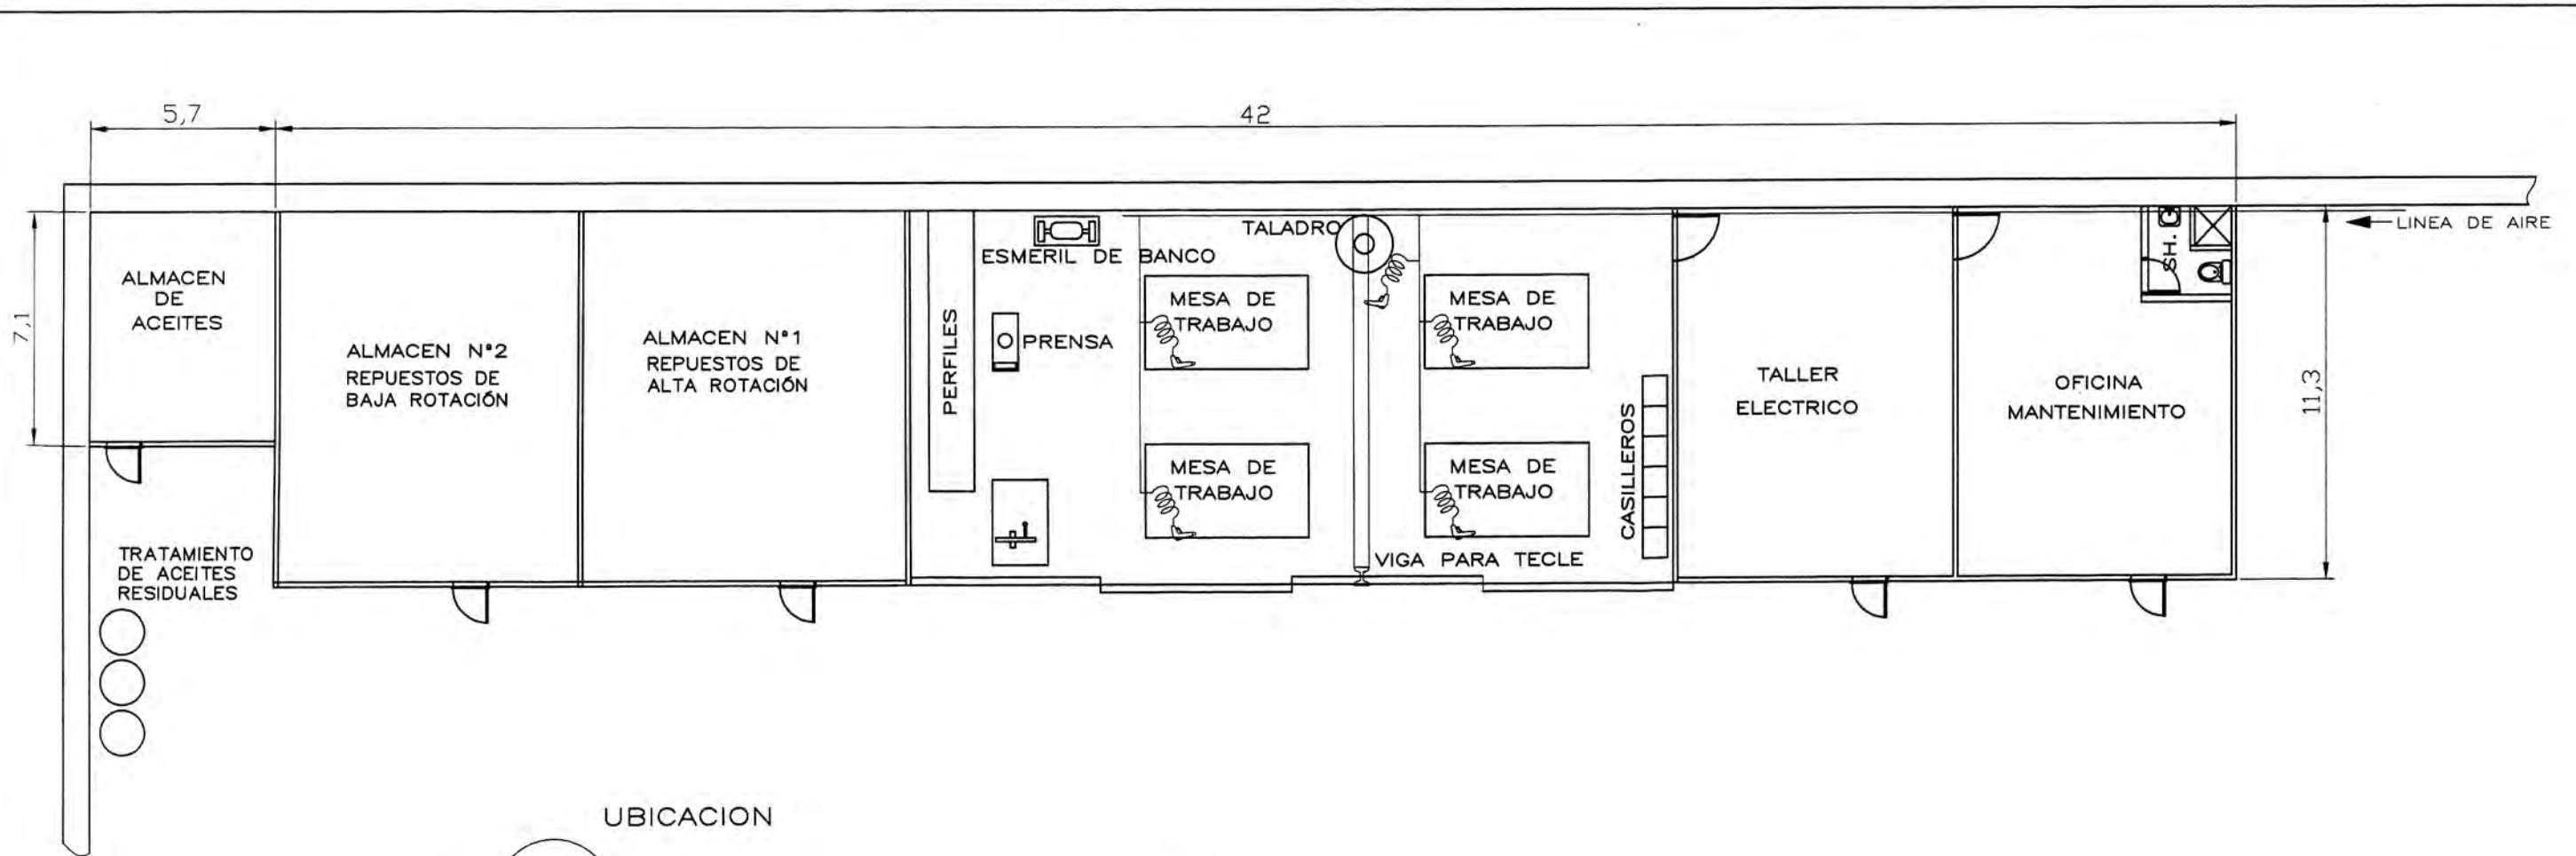 5,7
42
7,1
11,3
LINEA DE AIRE
ALMACEN
DE
ACEITES
ALMACEN Nº2
REPUESTOS DE
BAJA ROTACIÓN
ALMACEN Nº1
REPUESTOS DE
ALTA ROTACIÓN
PERFILES
ESMERIL DE BANCO
PRENSA
TALADRO
MESA DE
TRABAJO
MESA DE
TRABAJO
MESA DE
TRABAJO
MESA DE
TRABAJO
VIGA PARA TECLE
CASILLEROS
TALLER
ELECTRICO
SH.
OFICINA
MANTENIMIENTO
TRATAMIENTO
DE ACEITES
RESIDUALES
UBICACION